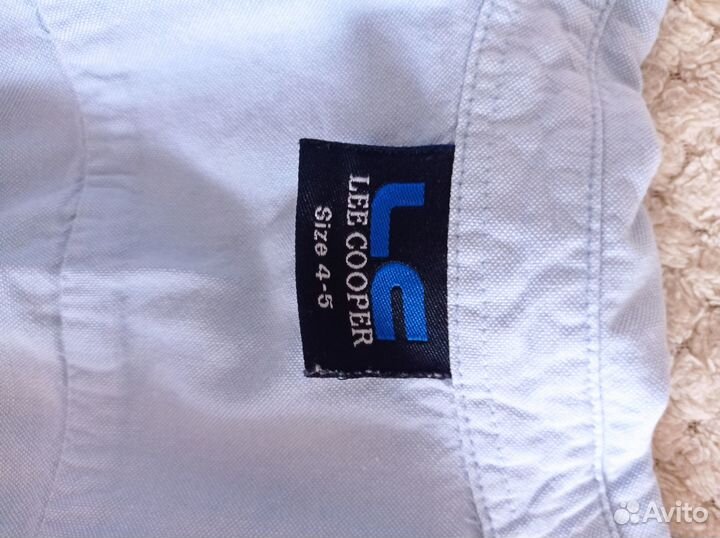 LC
LEE COOPER
Size 4-5
Avito